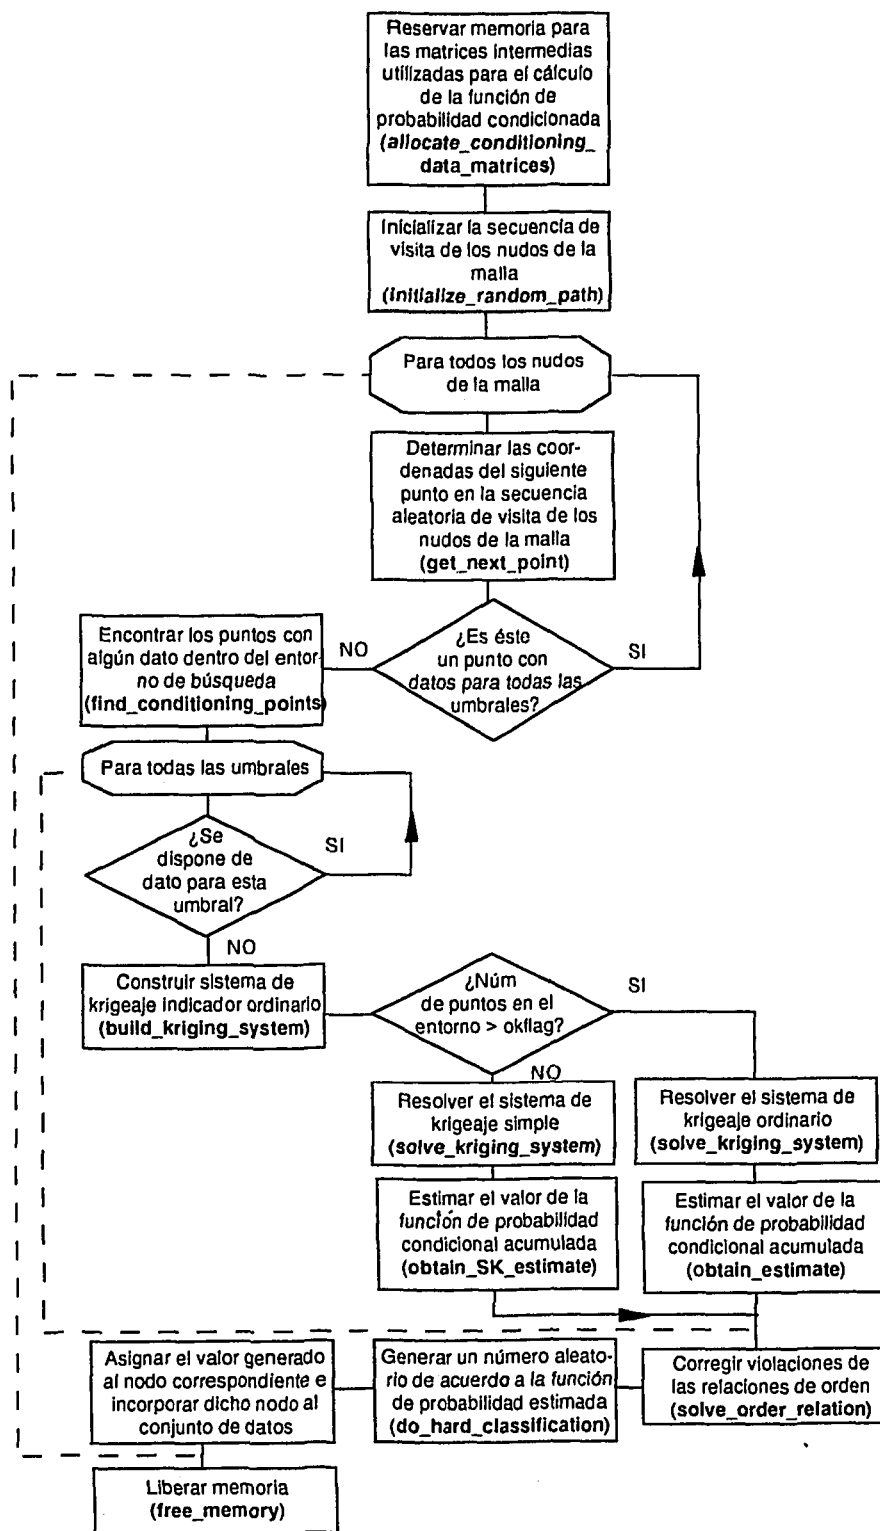 Reservar memoria para
las matrices intermedias
utilizadas para el cálculo
de la función de
probabilidad condicionada
(allocate_conditioning_
data_matrices)
Inicializar la secuencia de
visita de los nudos de la
malla
(initialize_random_path)
Para todos los nudos
de la malla
Determinar las coor-
denadas del siguiente
punto en la secuencia
aleatoria de visita de los
nudos de la malla
(get_next_point)
¿Es éste
un punto con
datos para todas las
umbrales?
SI
NO
Encontrar los puntos con
algún dato dentro del entor-
no de búsqueda
(find_conditioning_points)
Para todas las umbrales
¿Se
dispone de
dato para esta
umbral?
SI
NO
Construir sistema de
krigeaje indicador ordinario
(build_kriging_system)
¿Núm
de puntos en el
entorno > okflag?
SI
NO
Resolver el sistema de
krigeaje simple
(solve_kriging_system)
Resolver el sistema de
krigeaje ordinario
(solve_kriging_system)
Estimar el valor de la
función de probabilidad
condicional acumulada
(obtain_SK_estimate)
Estimar el valor de la
función de probabilidad
condicional acumulada
(obtain_estimate)
Corregir violaciones de
las relaciones de orden
(solve_order_relation)
Generar un número aleato-
rio de acuerdo a la función
de probabilidad estimada
(do_hard_classification)
Asignar el valor generado
al nodo correspondiente e
incorporar dicho nodo al
conjunto de datos
Liberar memoria
(free_memory)